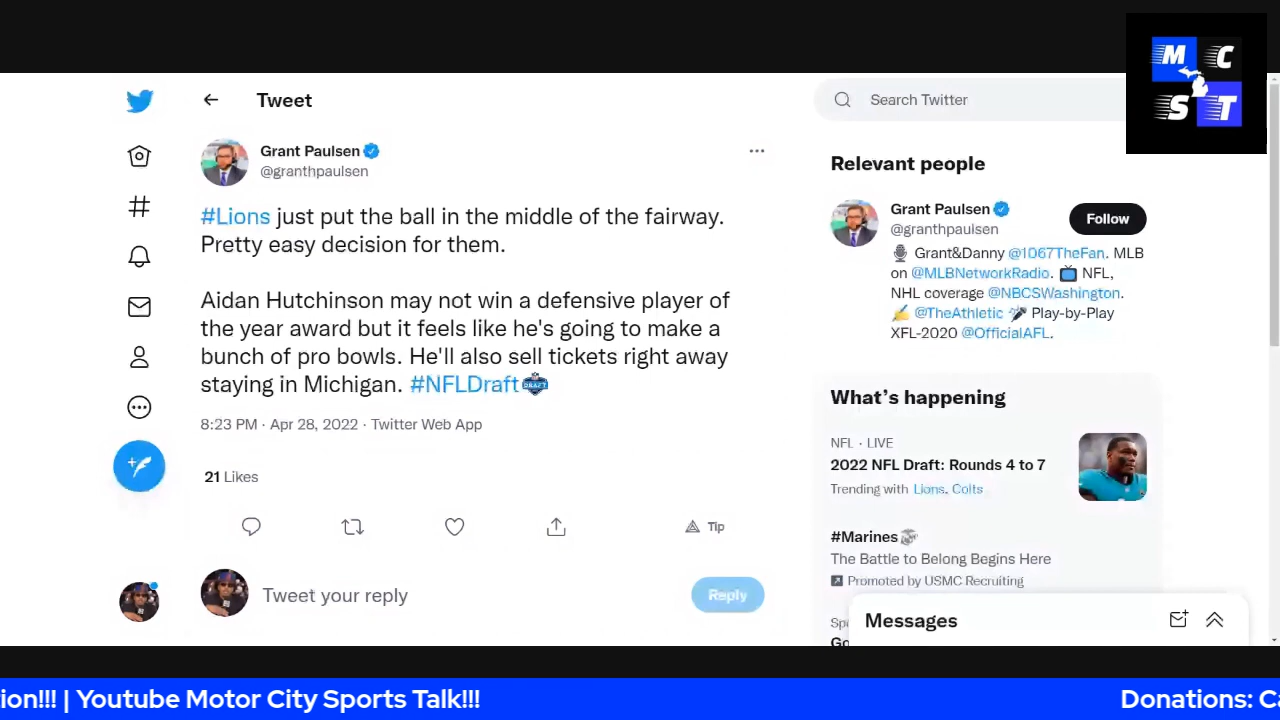 M C
S T
Tweet
Search Twitter
Grant Paulsen
@granthpaulsen
#Lions just put the ball in the middle of the fairway.
Pretty easy decision for them.
Aidan Hutchinson may not win a defensive player of
the year award but it feels like he's going to make a
bunch of pro bowls. He'll also sell tickets right away
staying in Michigan. #NFLDraft
8:23 PM · Apr 28, 2022 · Twitter Web App
21 Likes
Tip
Tweet your reply
Reply
Relevant people
Grant Paulsen
@granthpaulsen
Follow
Grant&Danny @1067TheFan. MLB
on @MLBNetworkRadio. NFL,
NHL coverage @NBCSWashington.
@TheAthletic Play-by-Play
XFL-2020 @OfficialAFL.
What's happening
NFL · LIVE
2022 NFL Draft: Rounds 4 to 7
Trending with Lions, Colts
#Marines
The Battle to Belong Begins Here
Promoted by USMC Recruiting
Messages
ion!!! | Youtube Motor City Sports Talk!!!
Donations: Ca